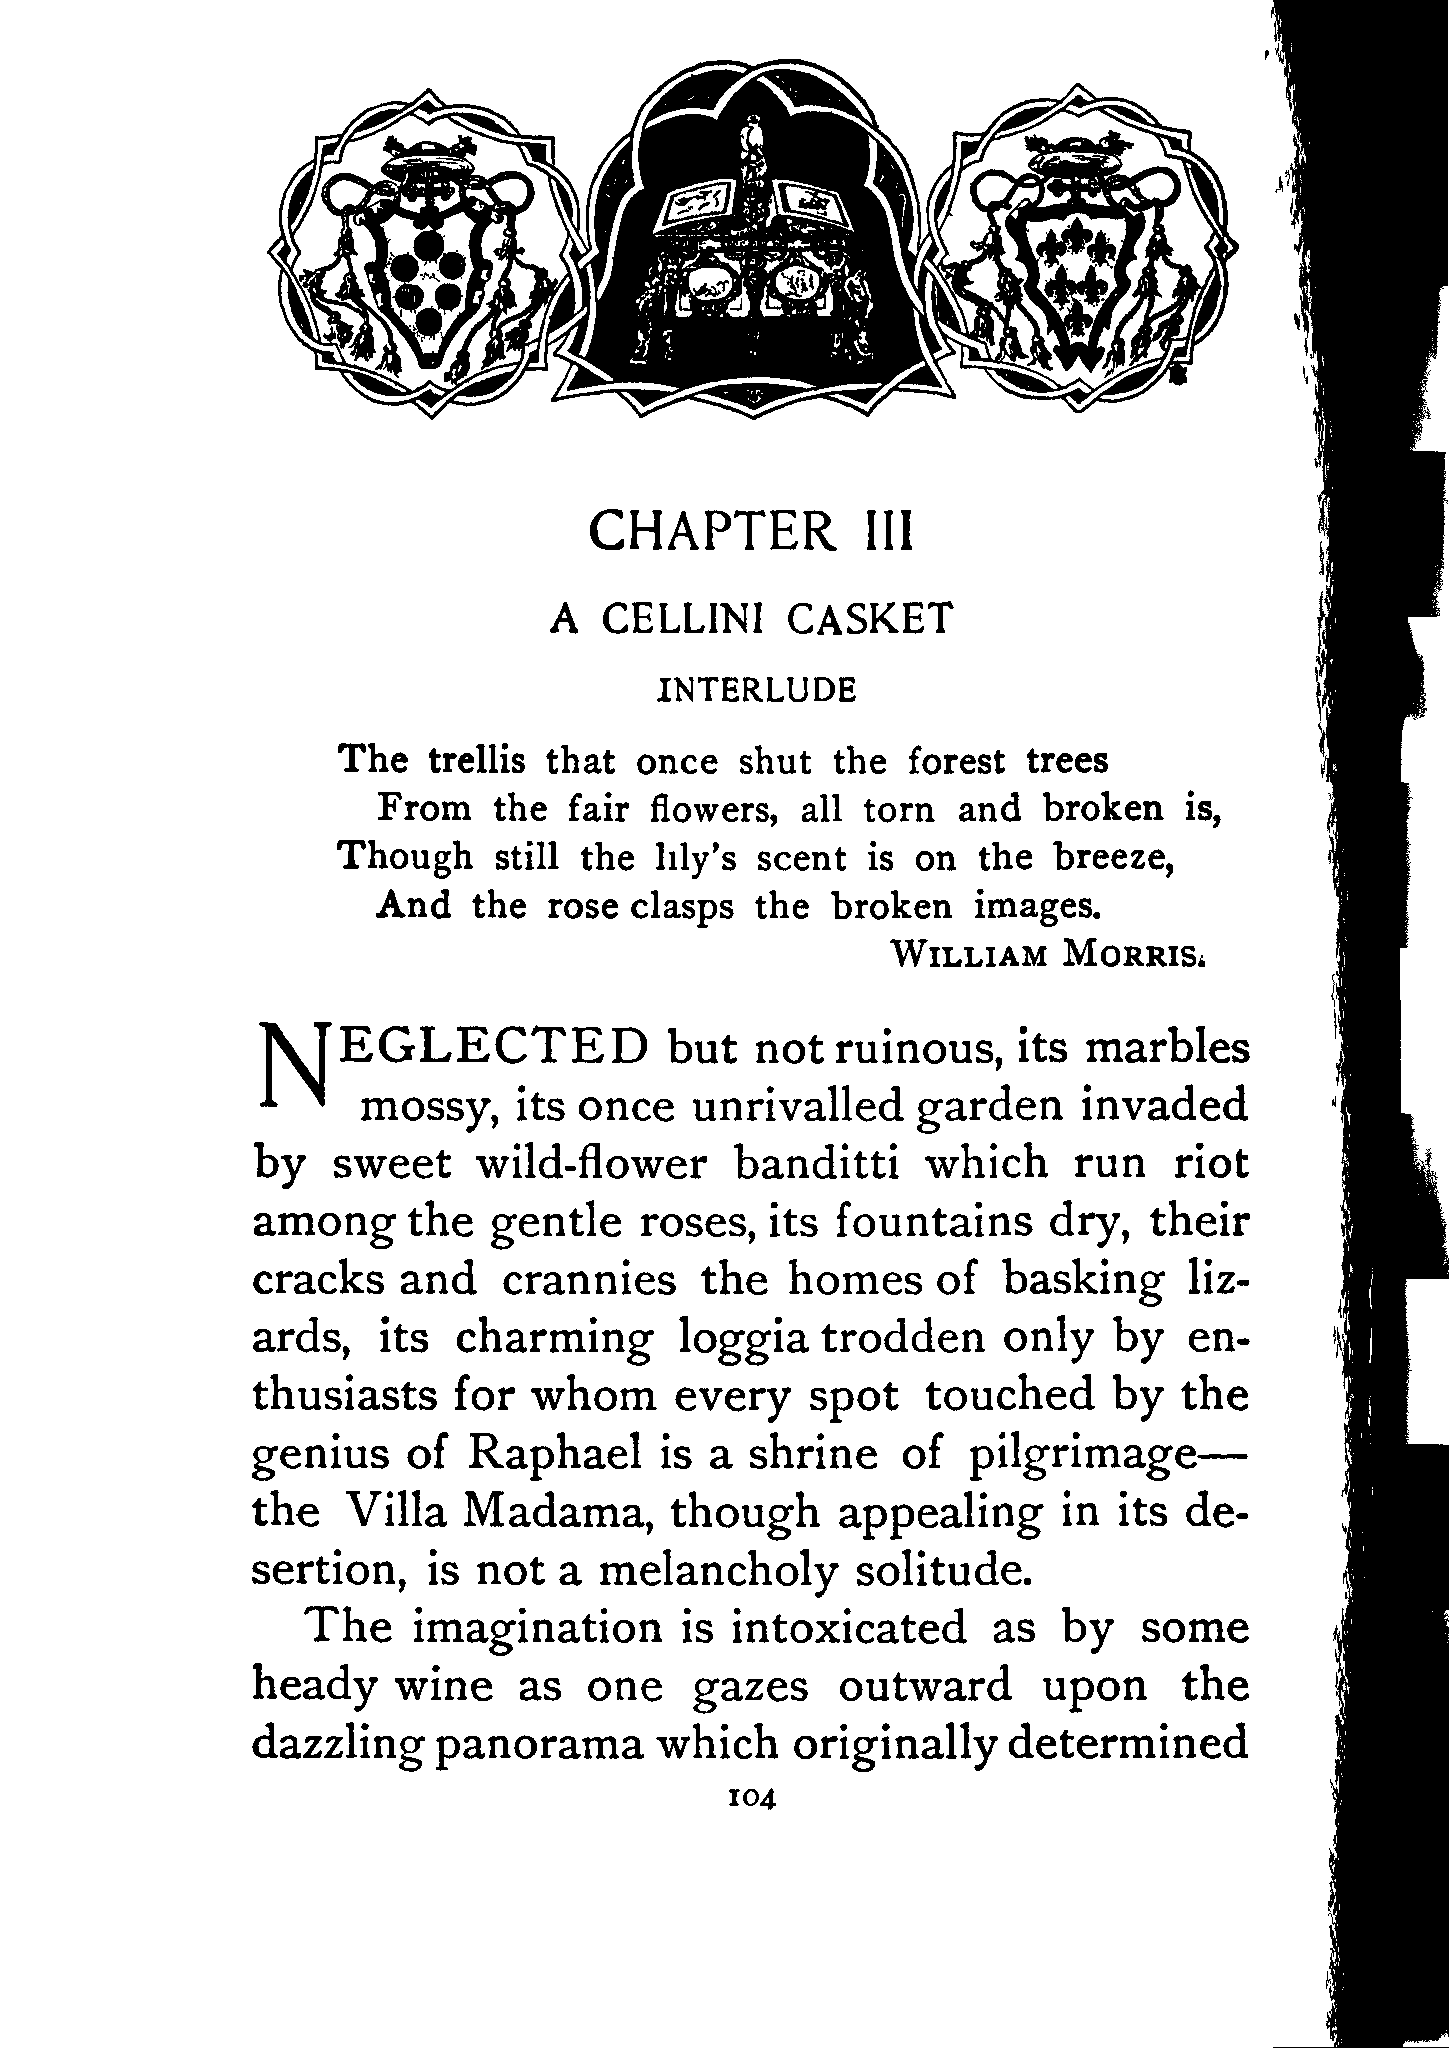 CHAPTER III
A CELLINI CASKET
INTERLUDE
The trellis that once shut the forest trees
From the fair flowers, all torn and broken is,
Though still the lily's scent is on the breeze,
And the rose clasps the broken images.
WILLIAM MORRIS.
NEGLECTED but not ruinous, its marbles
mossy, its once unrivalled garden invaded
by sweet wild-flower banditti which run riot
among the gentle roses, its fountains dry, their
cracks and crannies the homes of basking liz-
ards, its charming loggia trodden only by en-
thusiasts for whom every spot touched by the
genius of Raphael is a shrine of pilgrimage—
the Villa Madama, though appealing in its de-
sertion, is not a melancholy solitude.
The imagination is intoxicated as by some
heady wine as one gazes outward upon the
dazzling panorama which originally determined
104